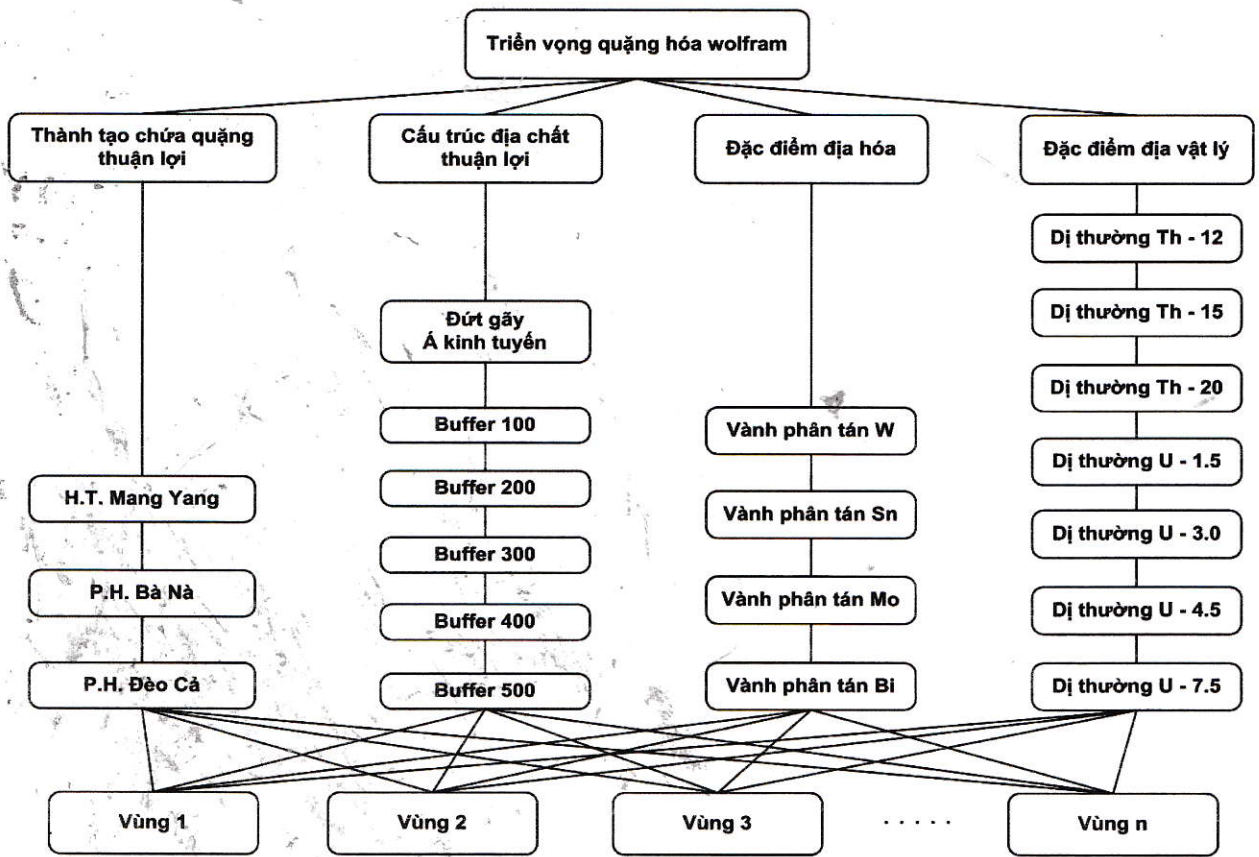 Triển vọng quặng hóa wolfram
Thành tạo chứa quặng
thuận lợi
Cấu trúc địa chất
thuận lợi
Đặc điểm địa hóa
Đặc điểm địa vật lý
Dị thường Th - 12
Đứt gãy
Á kinh tuyến
Dị thường Th - 15
Dị thường Th - 20
Buffer 100
Vành phân tán W
Dị thường U - 1.5
H.T. Mang Yang
Buffer 200
Vành phân tán Sn
Dị thường U - 3.0
Buffer 300
P.H. Bà Nà
Buffer 400
Vành phân tán Mo
Dị thường U - 4.5
P.H. Đèo Cả
Buffer 500
Vành phân tán Bi
Dị thường U - 7.5
Vùng 1
Vùng 2
Vùng 3
. . . . .
Vùng n